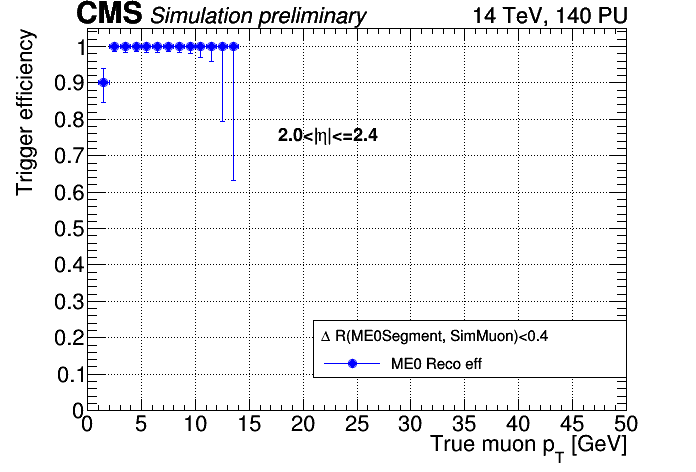 CMS Simulation preliminary 14 TeV, 140 PU
Trigger efficiency
1
0.9
0.8
0.7
0.6
0.5
0.4
0.3
0.2
0.1
0
2.0<|η|<=2.4
Δ R(ME0Segment, SimMuon)<0.4
ME0 Reco eff
0 5 10 15 20 25 30 35 40 45 50
True muon p_T [GeV]